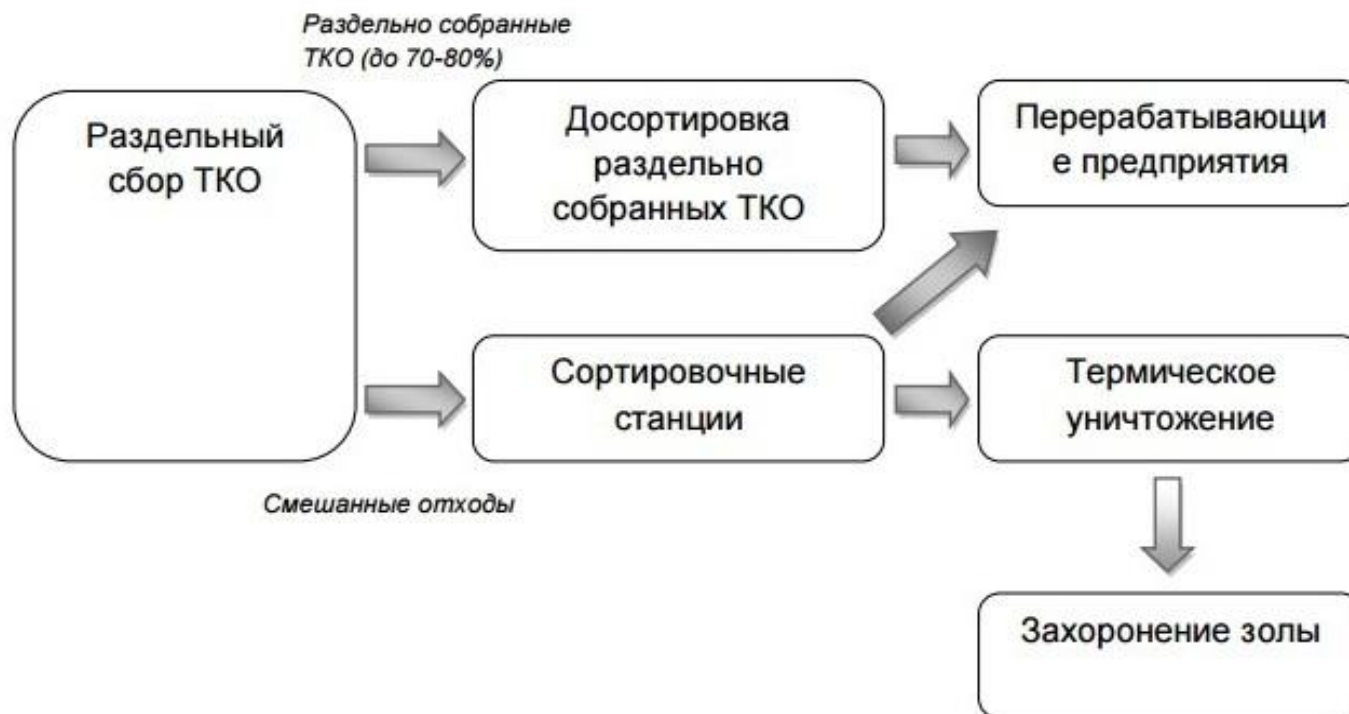 Раздельно собранные
ТКО (до 70-80%)
Раздельный
сбор ТКО
Досортировка
раздельно
собранных ТКО
Перерабатывающи
е предприятия
Сортировочные
станции
Термическое
уничтожение
Смешанные отходы
Захоронение золы